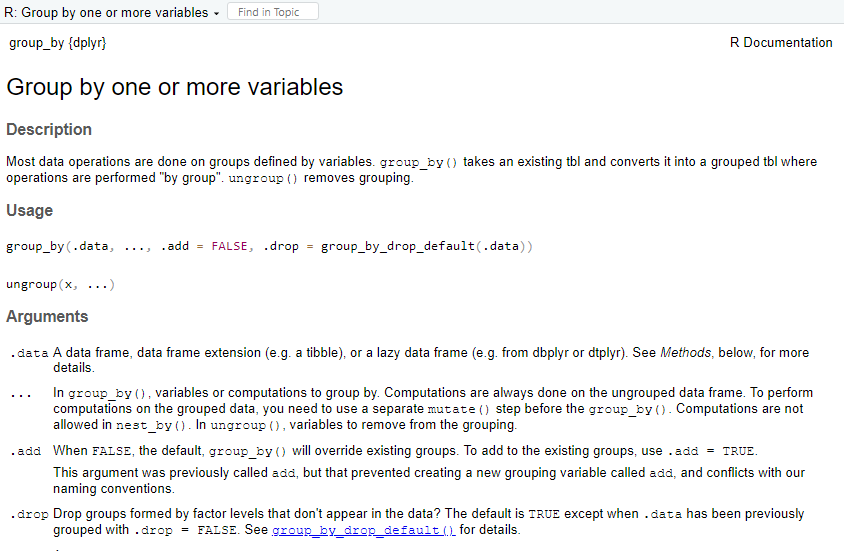 R: Group by one or more variables
Find in Topic
group_by {dplyr}
R Documentation
Group by one or more variables
Description
Most data operations are done on groups defined by variables. group_by() takes an existing tbl and converts it into a grouped tbl where
operations are performed "by group". ungroup() removes grouping.
Usage
group_by(.data, ..., .add = FALSE, .drop = group_by_drop_default(.data))
ungroup(x, ...)
Arguments
.data A data frame, data frame extension (e.g. a tibble), or a lazy data frame (e.g. from dbplyr or dtplyr). See Methods, below, for more
details.
... In group_by(), variables or computations to group by. Computations are always done on the ungrouped data frame. To perform
computations on the grouped data, you need to use a separate mutate() step before the group_by(). Computations are not
allowed in nest_by(). In ungroup(), variables to remove from the grouping.
.add When FALSE, the default, group_by() will override existing groups. To add to the existing groups, use .add = TRUE.
This argument was previously called add, but that prevented creating a new grouping variable called add, and conflicts with our
naming conventions.
.drop Drop groups formed by factor levels that don't appear in the data? The default is TRUE except when .data has been previously
grouped with .drop = FALSE. See group_by_drop_default() for details.